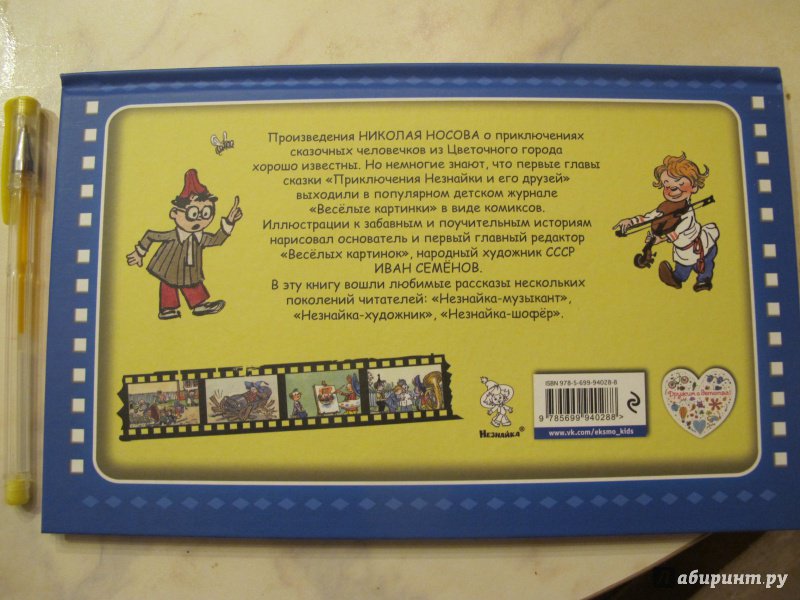 Произведения НИКОЛАЯ НОСОВА о приключениях
сказочных человечков из Цветочного города
хорошо известны. Но немногие знают, что первые главы
сказки «Приключения Незнайки и его друзей»
выходили в популярном детском журнале
«Весёлые картинки» в виде комиксов.
Иллюстрации к забавным и поучительным историям
нарисовал основатель и первый главный редактор
«Весёлых картинок», народный художник СССР
ИВАН СЕМЁНОВ.
В эту книгу вошли любимые рассказы нескольких
поколений читателей: «Незнайка-музыкант»,
«Незнайка-художник», «Незнайка-шофёр».
НЕЗНАЙКА®
ISBN 978-5-699-94028-8
9 785699 940288 >
www.vk.com/eksmo_kids
Дружим с детства!
Лабиринт.ру